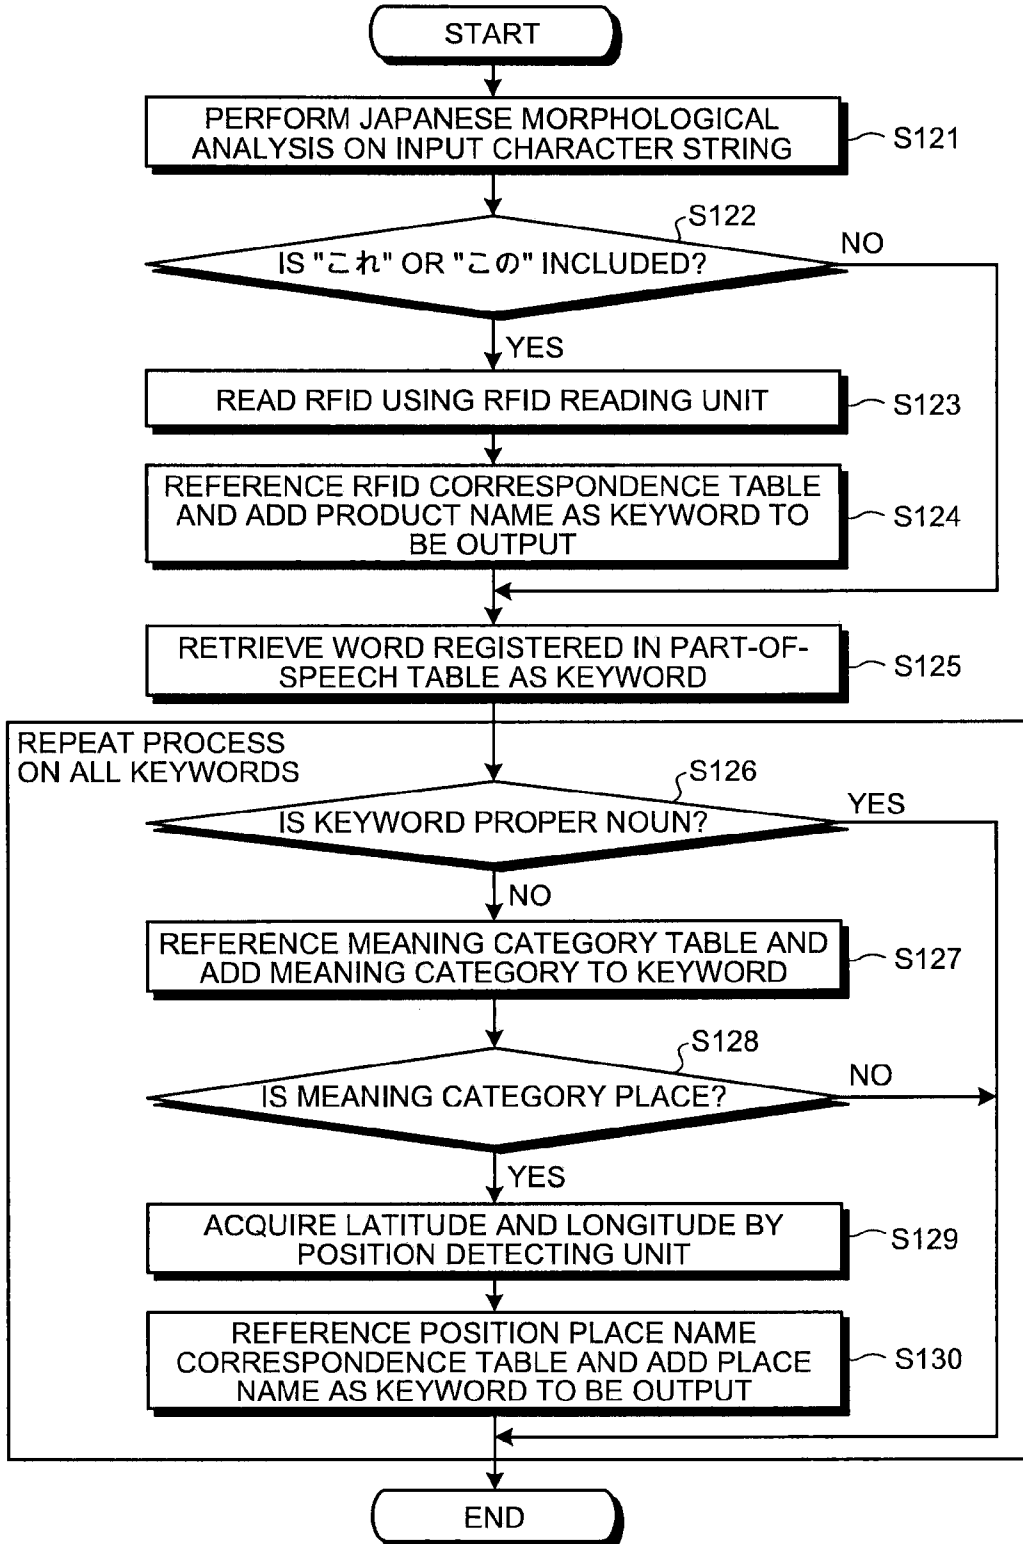 START
PERFORM JAPANESE MORPHOLOGICAL
ANALYSIS ON INPUT CHARACTER STRING
S121
S122
IS "これ" OR "この" INCLUDED?
NO
YES
READ RFID USING RFID READING UNIT
S123
REFERENCE RFID CORRESPONDENCE TABLE
AND ADD PRODUCT NAME AS KEYWORD TO
BE OUTPUT
S124
RETRIEVE WORD REGISTERED IN PART-OF-
SPEECH TABLE AS KEYWORD
S125
REPEAT PROCESS
ON ALL KEYWORDS
S126
IS KEYWORD PROPER NOUN?
YES
NO
REFERENCE MEANING CATEGORY TABLE AND
ADD MEANING CATEGORY TO KEYWORD
S127
S128
IS MEANING CATEGORY PLACE?
NO
YES
ACQUIRE LATITUDE AND LONGITUDE BY
POSITION DETECTING UNIT
S129
REFERENCE POSITION PLACE NAME
CORRESPONDENCE TABLE AND ADD PLACE
NAME AS KEYWORD TO BE OUTPUT
S130
END